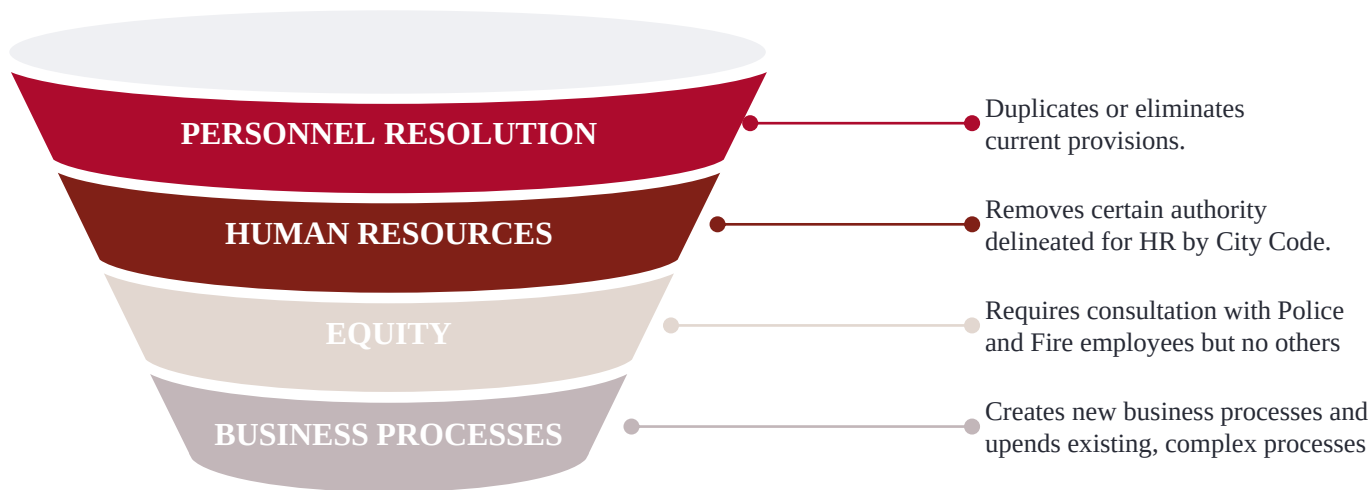 PERSONNEL RESOLUTION
Duplicates or eliminates
current provisions.
HUMAN RESOURCES
Removes certain authority
delineated for HR by City Code.
EQUITY
Requires consultation with Police
and Fire employees but no others
BUSINESS PROCESSES
Creates new business processes and
upends existing, complex processes